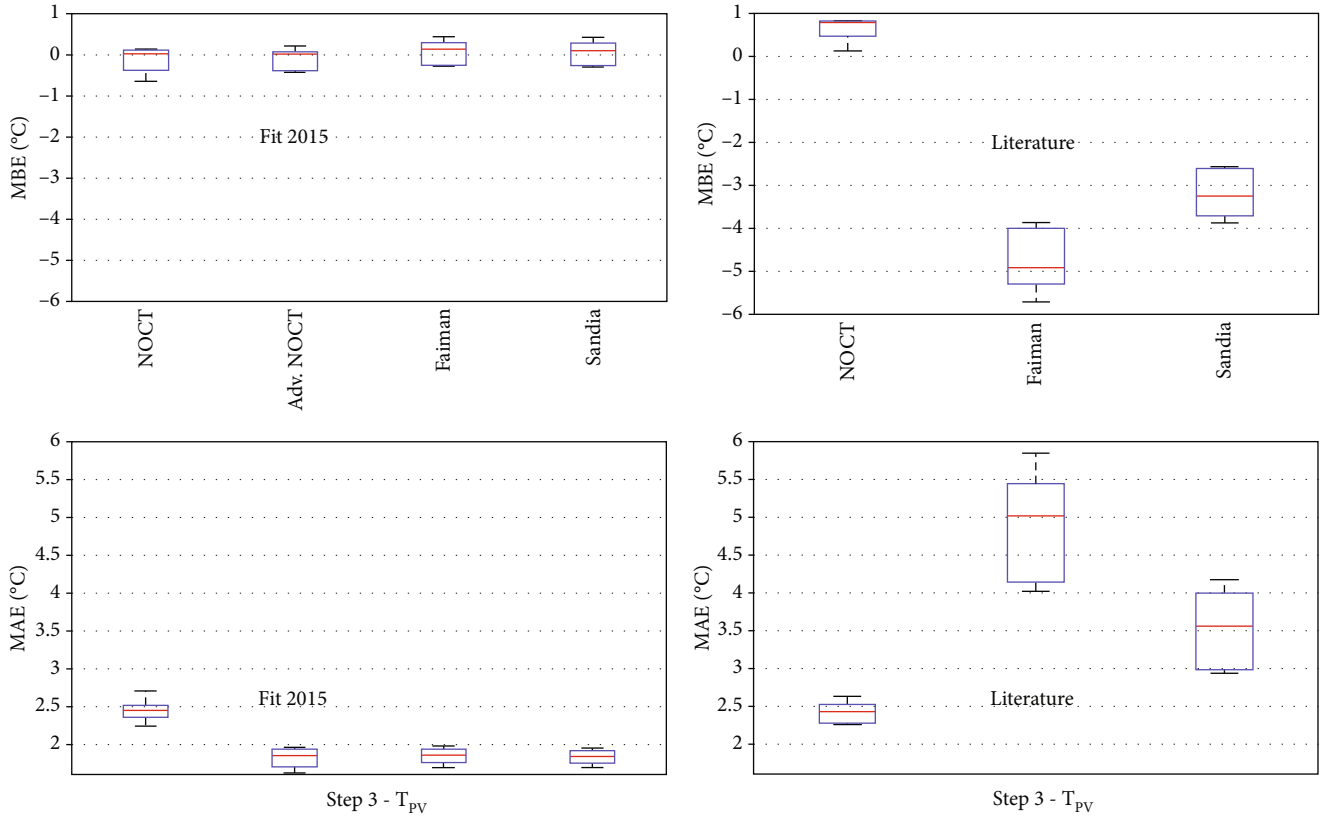 1
0
−1
−2
−3
−4
−5
−6
MBE (°C)
Fit 2015
NOCT
Adv. NOCT
Faiman
Sandia
1
0
−1
−2
−3
−4
−5
−6
MBE (°C)
Literature
NOCT
Faiman
Sandia
6
5.5
5
4.5
4
3.5
3
2.5
2
MAE (°C)
Fit 2015
Step 3 - TPV
6
5.5
5
4.5
4
3.5
3
2.5
2
MAE (°C)
Literature
Step 3 - TPV